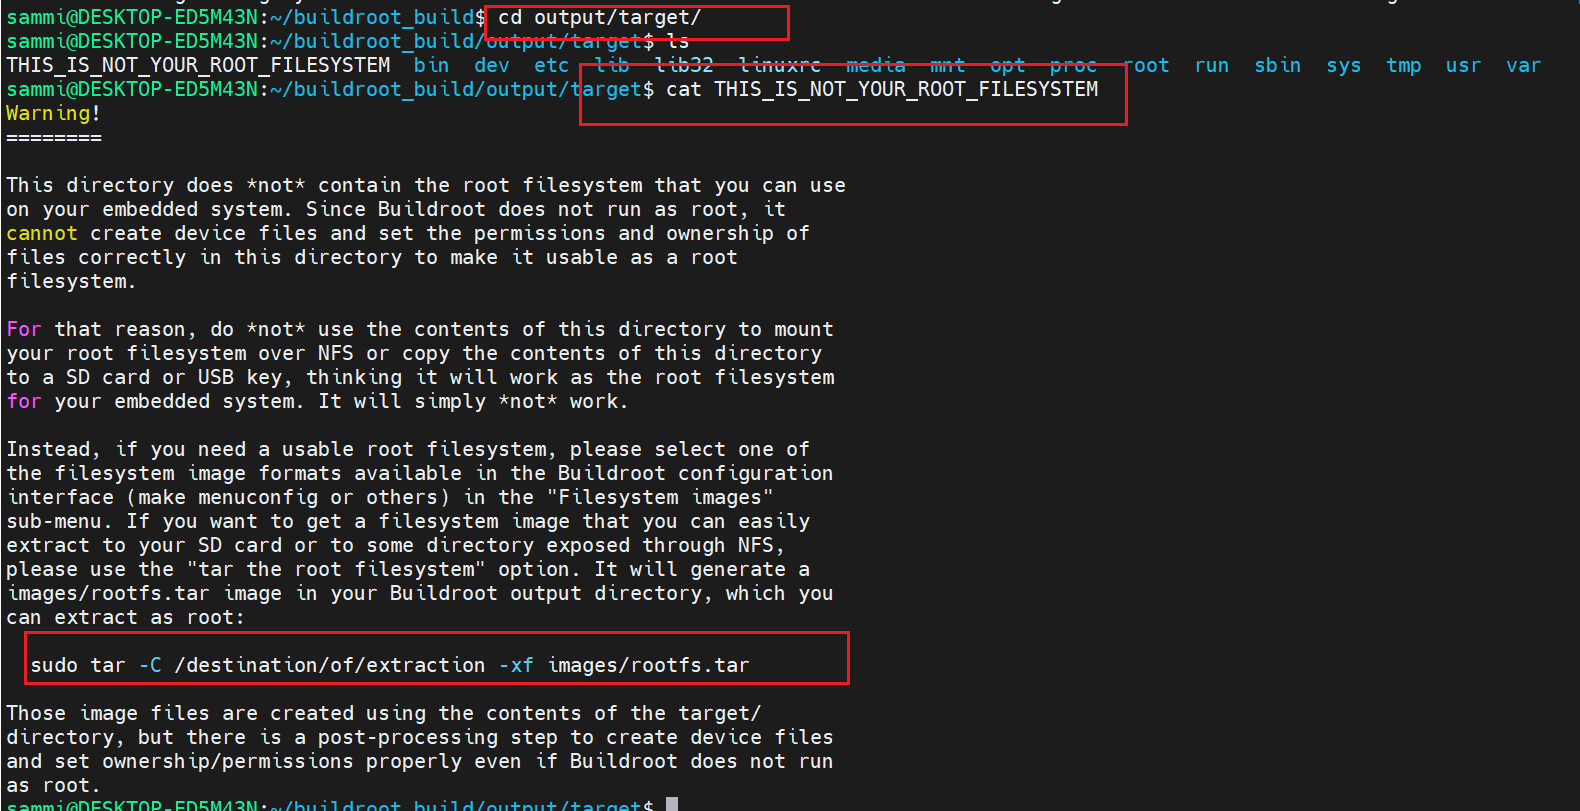 sammi@DESKTOP-ED5M43N:~/buildroot_build$ cd output/target/
sammi@DESKTOP-ED5M43N:~/buildroot_build/output/target$ ls
THIS_IS_NOT_YOUR_ROOT_FILESYSTEM  bin  dev  etc  lib  lib32  linuxrc  media  mnt  opt  proc  root  run  sbin  sys  tmp  usr  var
sammi@DESKTOP-ED5M43N:~/buildroot_build/output/target$ cat THIS_IS_NOT_YOUR_ROOT_FILESYSTEM
Warning!
========
This directory does *not* contain the root filesystem that you can use
on your embedded system. Since Buildroot does not run as root, it
cannot create device files and set the permissions and ownership of
files correctly in this directory to make it usable as a root
filesystem.
For that reason, do *not* use the contents of this directory to mount
your root filesystem over NFS or copy the contents of this directory
to a SD card or USB key, thinking it will work as the root filesystem
for your embedded system. It will simply *not* work.
Instead, if you need a usable root filesystem, please select one of
the filesystem image formats available in the Buildroot configuration
interface (make menuconfig or others) in the "Filesystem images"
sub-menu. If you want to get a filesystem image that you can easily
extract to your SD card or to some directory exposed through NFS,
please use the "tar the root filesystem" option. It will generate a
images/rootfs.tar image in your Buildroot output directory, which you
can extract as root:
sudo tar -C /destination/of/extraction -xf images/rootfs.tar
Those image files are created using the contents of the target/
directory, but there is a post-processing step to create device files
and set ownership/permissions properly even if Buildroot does not run
as root.
sammi@DESKTOP-ED5M43N:~/buildroot_build/output/target$